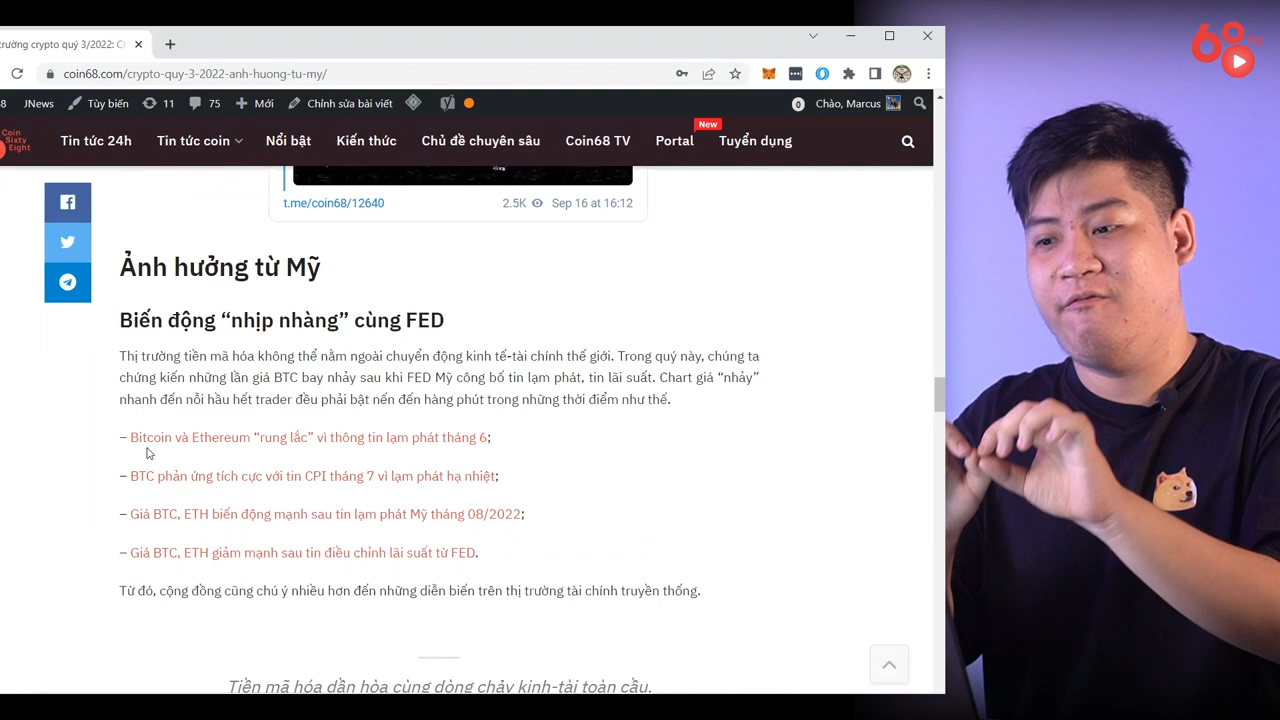 trường crypto quý 3/2022:
coin68.com/crypto-quy-3-2022-anh-huong-tu-my/
8 JNews Tùy biến 11 75 Mới Chỉnh sửa bài viết 0 Chào, Marcus
Coin Sixty Eight Tin tức 24h Tin tức coin Nổi bật Kiến thức Chủ đề chuyên sâu Coin68 TV Portal New Tuyển dụng
t.me/coin68/12640 2.5K Sep 16 at 16:12
Ảnh hưởng từ Mỹ
Biến động “nhịp nhàng” cùng FED
Thị trường tiền mã hóa không thể nằm ngoài chuyển động kinh tế-tài chính thế giới. Trong quý này, chúng ta
chứng kiến những lần giá BTC bay nhảy sau khi FED Mỹ công bố tin lạm phát, tin lãi suất. Chart giá “nhảy”
nhanh đến nỗi hầu hết trader đều phải bật nến đến hàng phút trong những thời điểm như thế.
– Bitcoin và Ethereum “rung lắc” vì thông tin lạm phát tháng 6;
– BTC phản ứng tích cực với tin CPI tháng 7 vì lạm phát hạ nhiệt;
– Giá BTC, ETH biến động mạnh sau tin lạm phát Mỹ tháng 08/2022;
– Giá BTC, ETH giảm mạnh sau tin điều chỉnh lãi suất từ FED.
Từ đó, cộng đồng cũng chú ý nhiều hơn đến những diễn biến trên thị trường tài chính truyền thống.
Tiền mã hóa dần hòa cùng dòng chảy kinh-tài toàn cầu.
68 TV